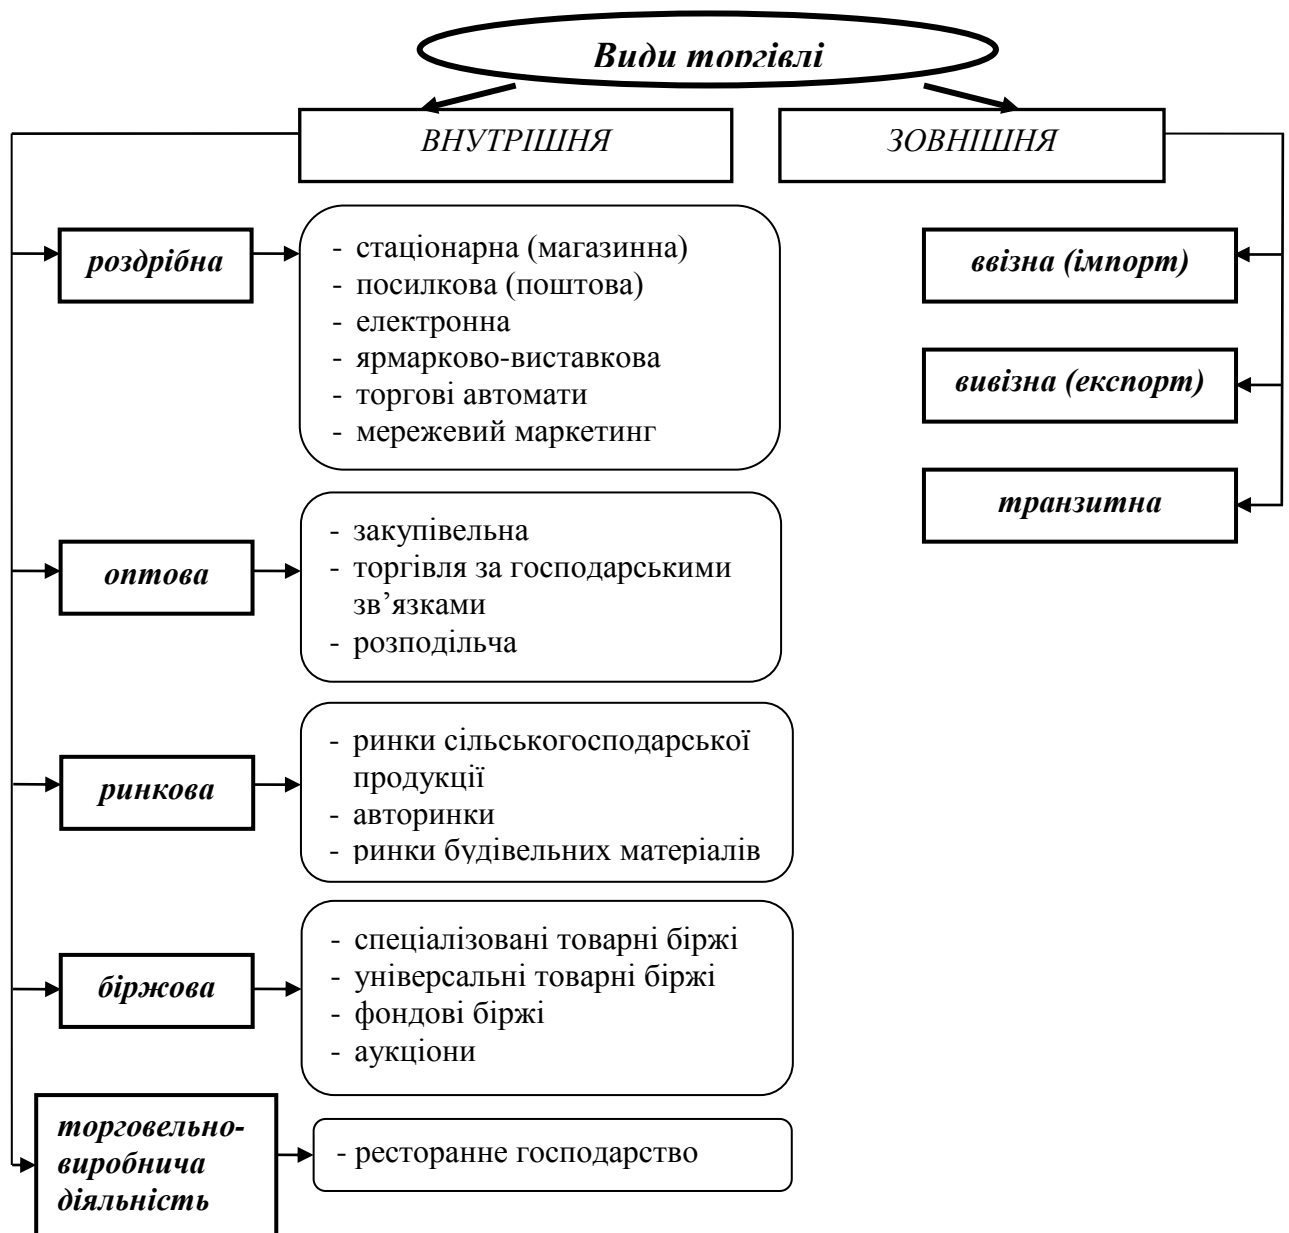 Види торгівлі
ВНУТРІШНЯ
ЗОВНІШНЯ
роздрібна
- стаціонарна (магазинна)
- посилкова (поштова)
- електронна
- ярмарково-виставкова
- торгові автомати
- мережевий маркетинг
ввізна (імпорт)
вивізна (експорт)
транзитна
оптова
- закупівельна
- торгівля за господарськими
зв’язками
- розподільча
ринкова
- ринки сільськогосподарської
продукції
- авторинки
- ринки будівельних матеріалів
біржова
- спеціалізовані товарні біржі
- універсальні товарні біржі
- фондові біржі
- аукціони
торговельно-
виробнича
діяльність
- ресторанне господарство